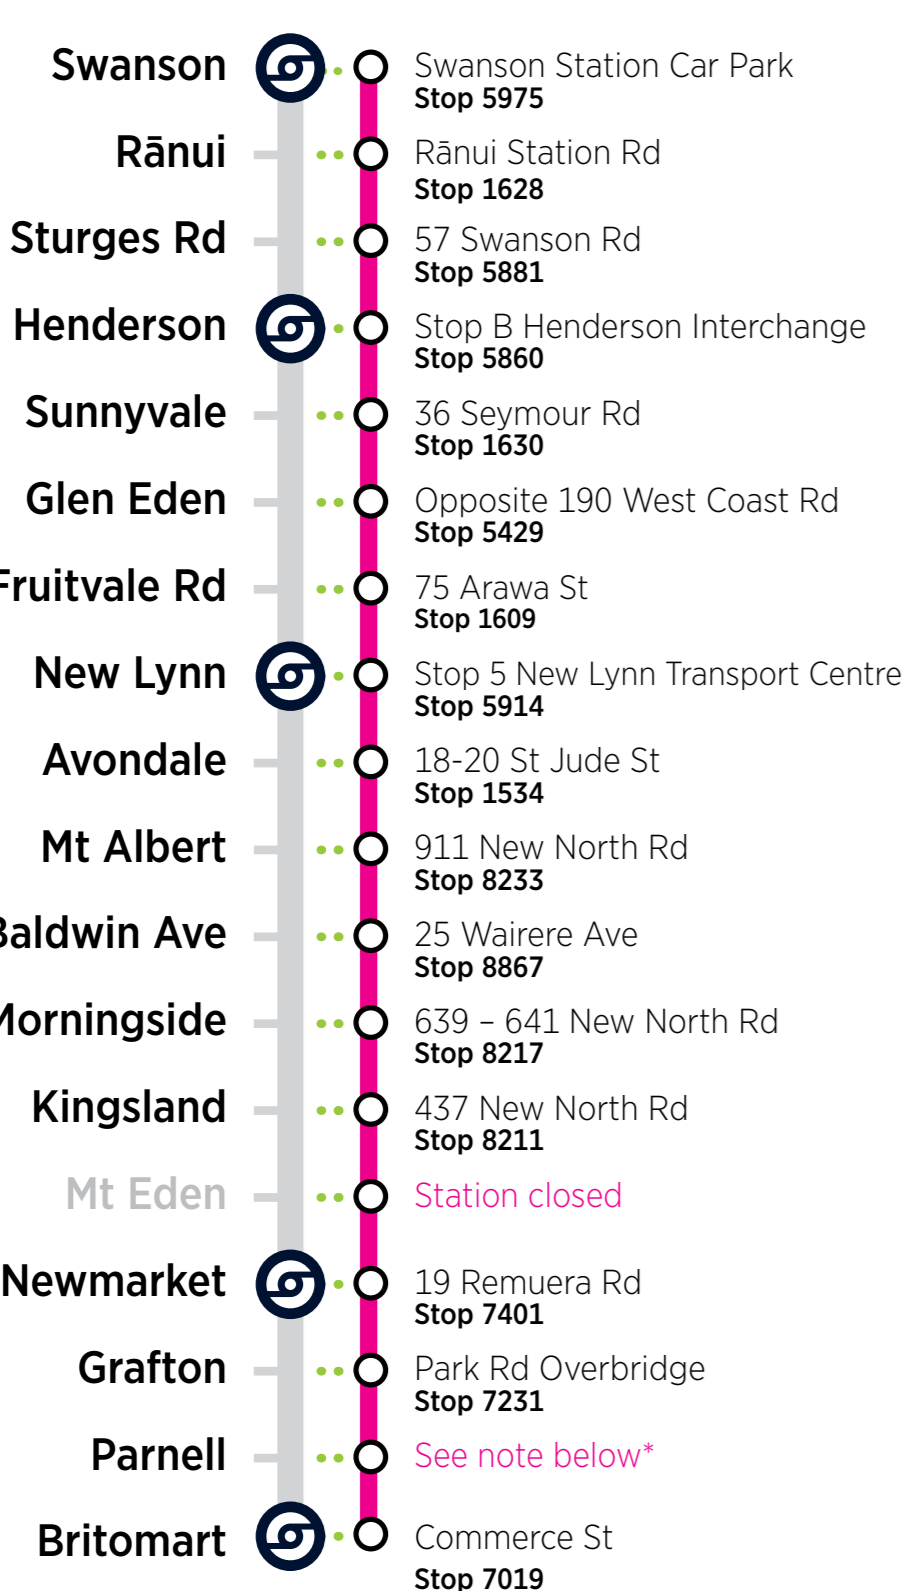 Swanson
Swanson Station Car Park
Stop 5975
Rānui
Rānui Station Rd
Stop 1628
Sturges Rd
57 Swanson Rd
Stop 5881
Henderson
Stop B Henderson Interchange
Stop 5860
Sunnyvale
36 Seymour Rd
Stop 1630
Glen Eden
Opposite 190 West Coast Rd
Stop 5429
Fruitvale Rd
75 Arawa St
Stop 1609
New Lynn
Stop 5 New Lynn Transport Centre
Stop 5914
Avondale
18-20 St Jude St
Stop 1534
Mt Albert
911 New North Rd
Stop 8233
Baldwin Ave
25 Wairere Ave
Stop 8867
Morningside
639 – 641 New North Rd
Stop 8217
Kingsland
437 New North Rd
Stop 8211
Mt Eden
Station closed
Newmarket
19 Remuera Rd
Stop 7401
Grafton
Park Rd Overbridge
Stop 7231
Parnell
See note below*
Britomart
Commerce St
Stop 7019